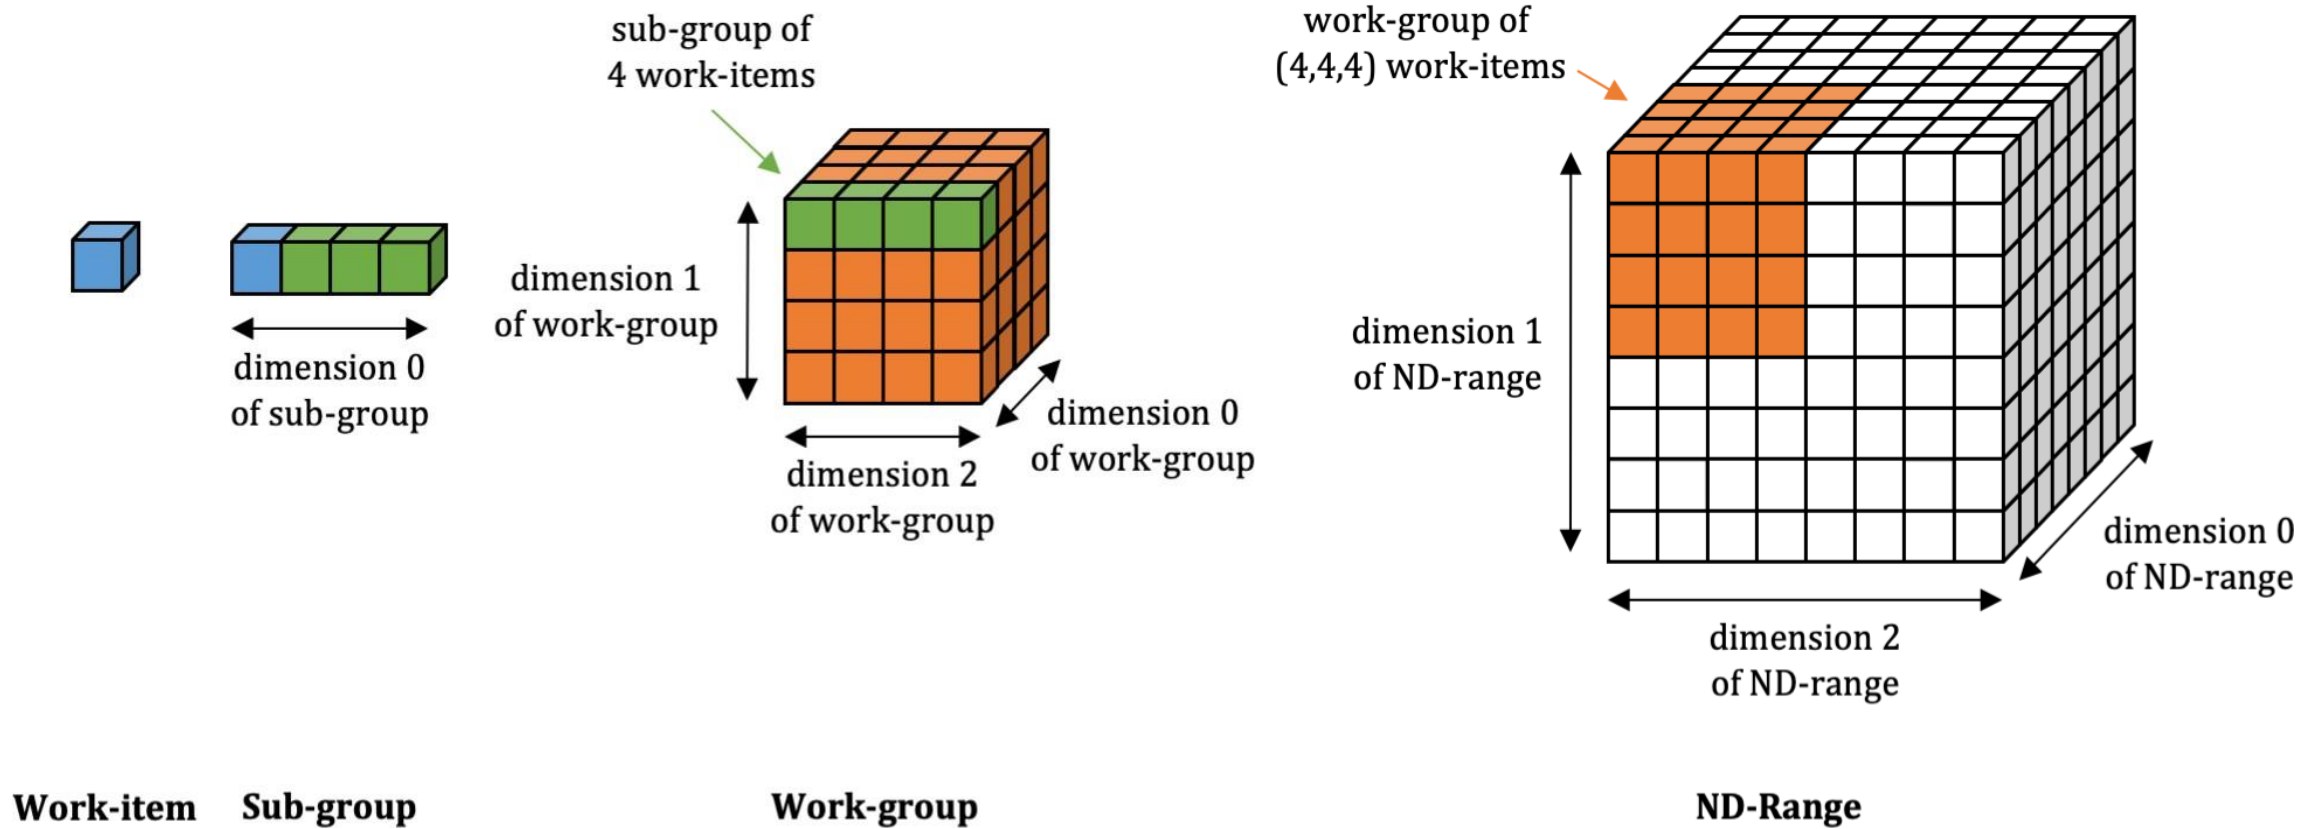 sub-group of
4 work-items
work-group of
(4,4,4) work-items
dimension 0
of sub-group
dimension 1
of work-group
dimension 0
of work-group
dimension 2
of work-group
dimension 1
of ND-range
dimension 0
of ND-range
dimension 2
of ND-range
Work-item
Sub-group
Work-group
ND-Range